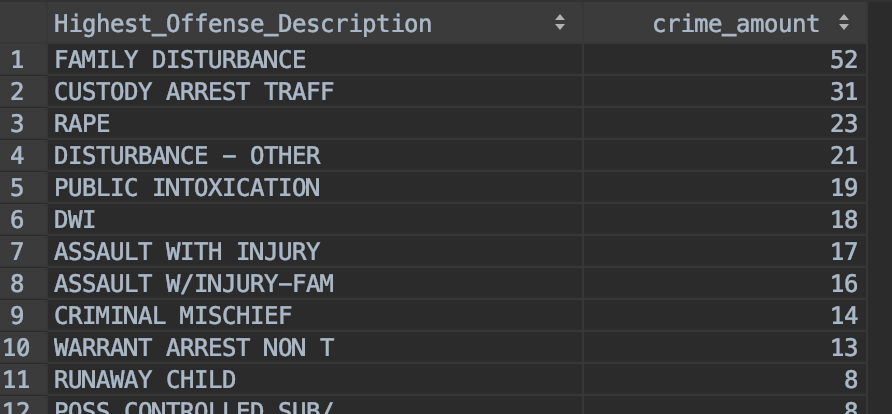 Highest_Offense_Description crime_amount
1 FAMILY DISTURBANCE 52
2 CUSTODY ARREST TRAFF 31
3 RAPE 23
4 DISTURBANCE – OTHER 21
5 PUBLIC INTOXICATION 19
6 DWI 18
7 ASSAULT WITH INJURY 17
8 ASSAULT W/INJURY–FAM 16
9 CRIMINAL MISCHIEF 14
10 WARRANT ARREST NON T 13
11 RUNAWAY CHILD 8
12 POSS CONTROLLED SUB/ 8